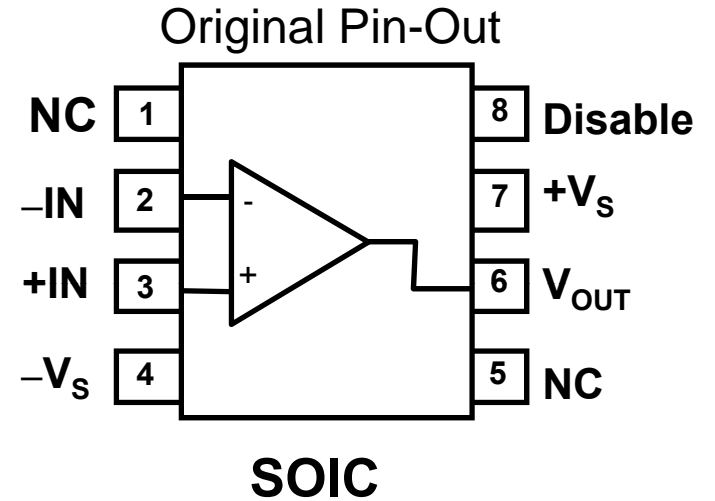 Original Pin-Out
NC 1 8 Disable
–IN 2 - 7 +VS
+IN 3 + 6 VOUT
–VS 4 5 NC
SOIC